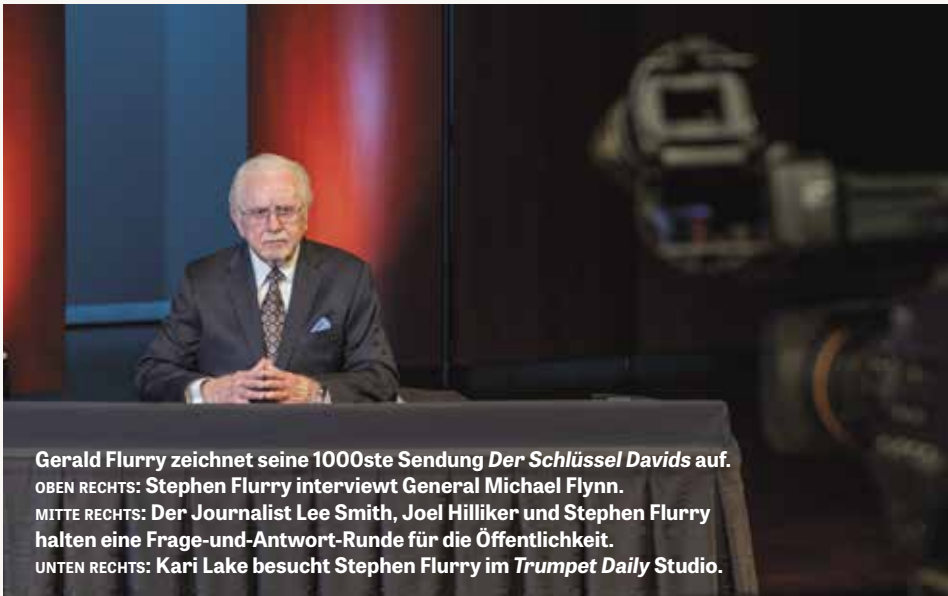 Gerald Flurry zeichnet seine 1000ste Sendung Der Schlüssel Davids auf.
OBEN RECHTS: Stephen Flurry interviewt General Michael Flynn.
MITTE RECHTS: Der Journalist Lee Smith, Joel Hilliker und Stephen Flurry
halten eine Frage-und-Antwort-Runde für die Öffentlichkeit.
UNTEN RECHTS: Kari Lake besucht Stephen Flurry im Trumpet Daily Studio.